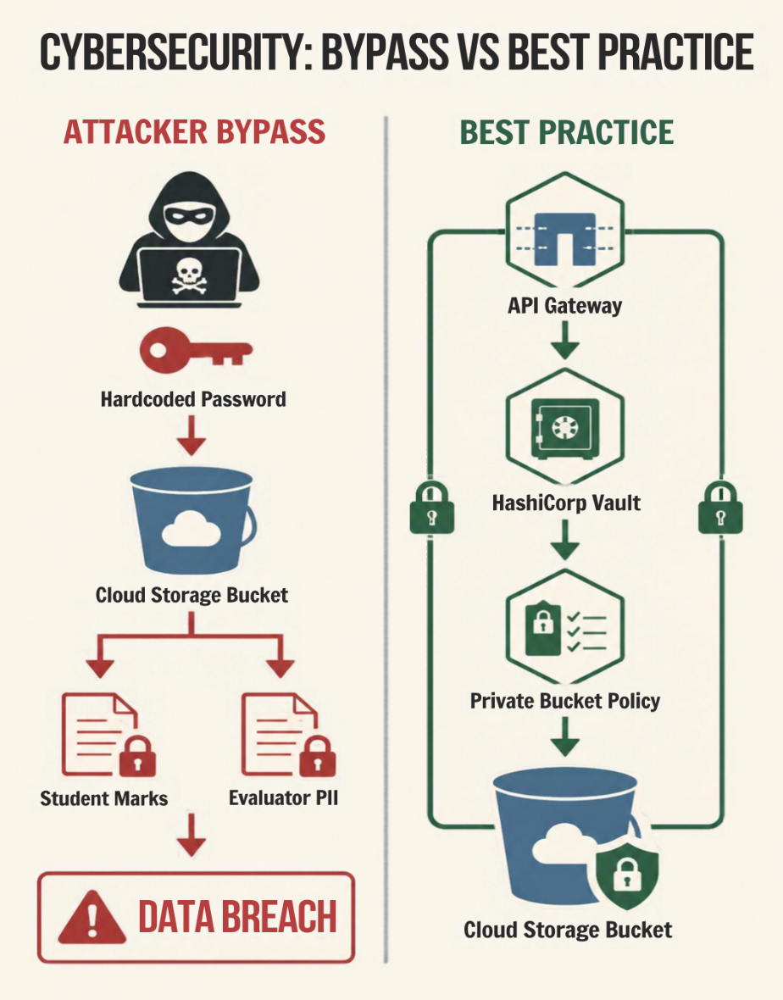 CYBERSECURITY: BYPASS VS BEST PRACTICE
ATTACKER BYPASS
Hardcoded Password
Cloud Storage Bucket
Student Marks
Evaluator PII
DATA BREACH
BEST PRACTICE
API Gateway
HashiCorp Vault
Private Bucket Policy
Cloud Storage Bucket